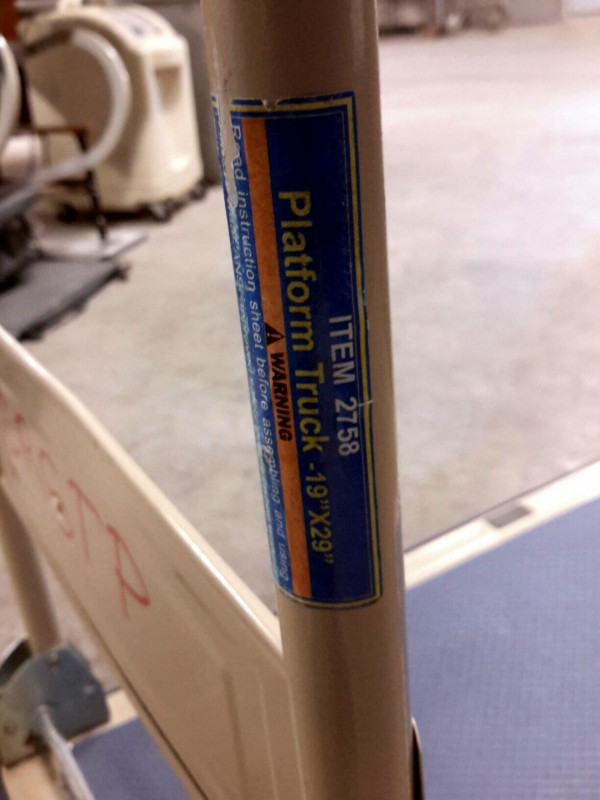 ITEM 2758
Platform Truck -19"X29"
WARNING
Read instruction sheet before assembling and using